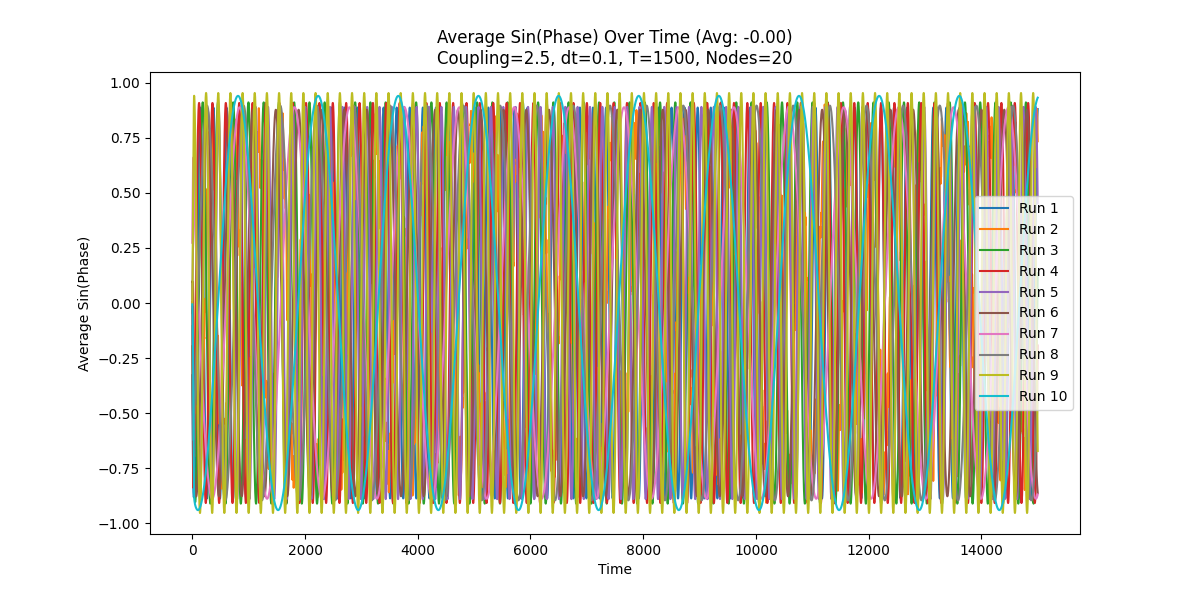 Average Sin(Phase) Over Time (Avg: -0.00)
Coupling=2.5, dt=0.1, T=1500, Nodes=20
1.00
0.75
0.50
0.25
0.00
−0.25
−0.50
−0.75
−1.00
Average Sin(Phase)
Run 1
Run 2
Run 3
Run 4
Run 5
Run 6
Run 7
Run 8
Run 9
Run 10
0 2000 4000 6000 8000 10000 12000 14000
Time